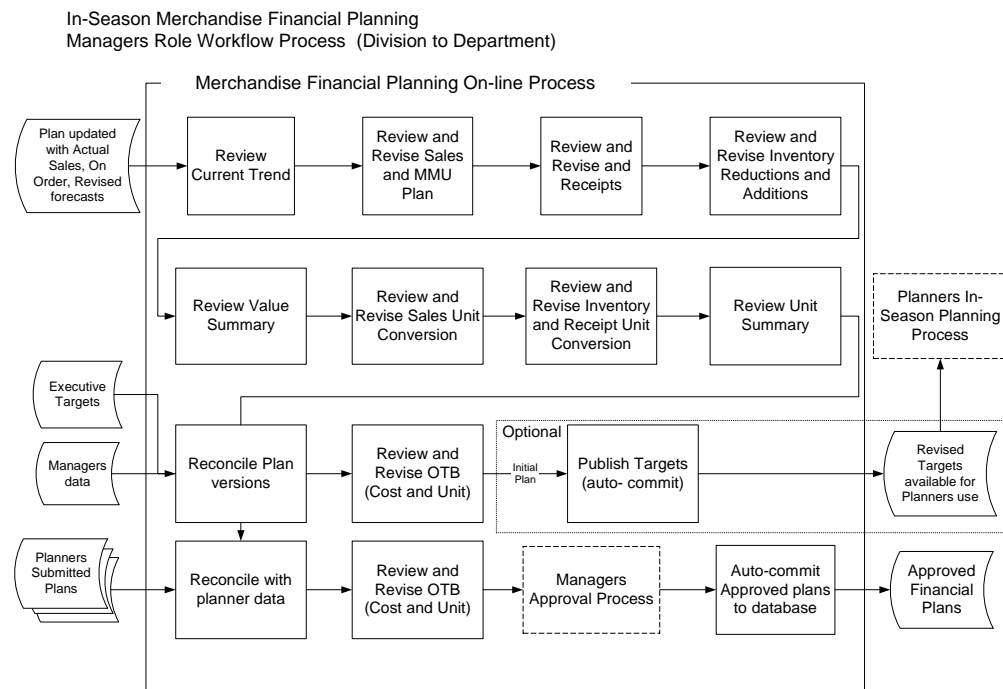 In-Season Merchandise Financial Planning
Managers Role Workflow Process  (Division to Department)
Merchandise Financial Planning On-line Process
Plan updated
with Actual
Sales, On
Order, Revised
forecasts
Review
Current Trend
Review and
Revise Sales
and MMU
Plan
Review and
Revise and
Receipts
Review and
Revise Inventory
Reductions and
Additions
Review Value
Summary
Review and
Revise Sales Unit
Conversion
Review and
Revise Inventory
and Receipt Unit
Conversion
Review Unit
Summary
Planners In-
Season Planning
Process
Executive
Targets
Managers
data
Reconcile Plan
versions
Review and
Revise OTB
(Cost and Unit)
Optional
Initial
Plan
Publish Targets
(auto- commit)
Revised
Targets
available for
Planners use
Planners
Submitted
Plans
Reconcile with
planner data
Review and
Revise OTB
(Cost and Unit)
Managers
Approval Process
Auto-commit
Approved plans
to database
Approved
Financial
Plans